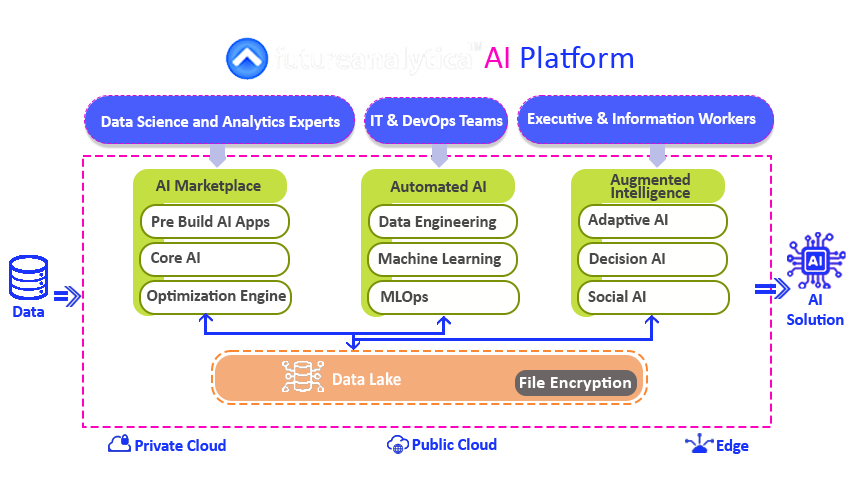 futureanalytica™ AI Platform
Data Science and Analytics Experts
IT & DevOps Teams
Executive & Information Workers
AI Marketplace
Pre Build AI Apps
Core AI
Optimization Engine
Automated AI
Data Engineering
Machine Learning
MLOps
Augmented
Intelligence
Adaptive AI
Decision AI
Social AI
Data
AI
AI
Solution
Data Lake
File Encryption
Private Cloud
Public Cloud
Edge